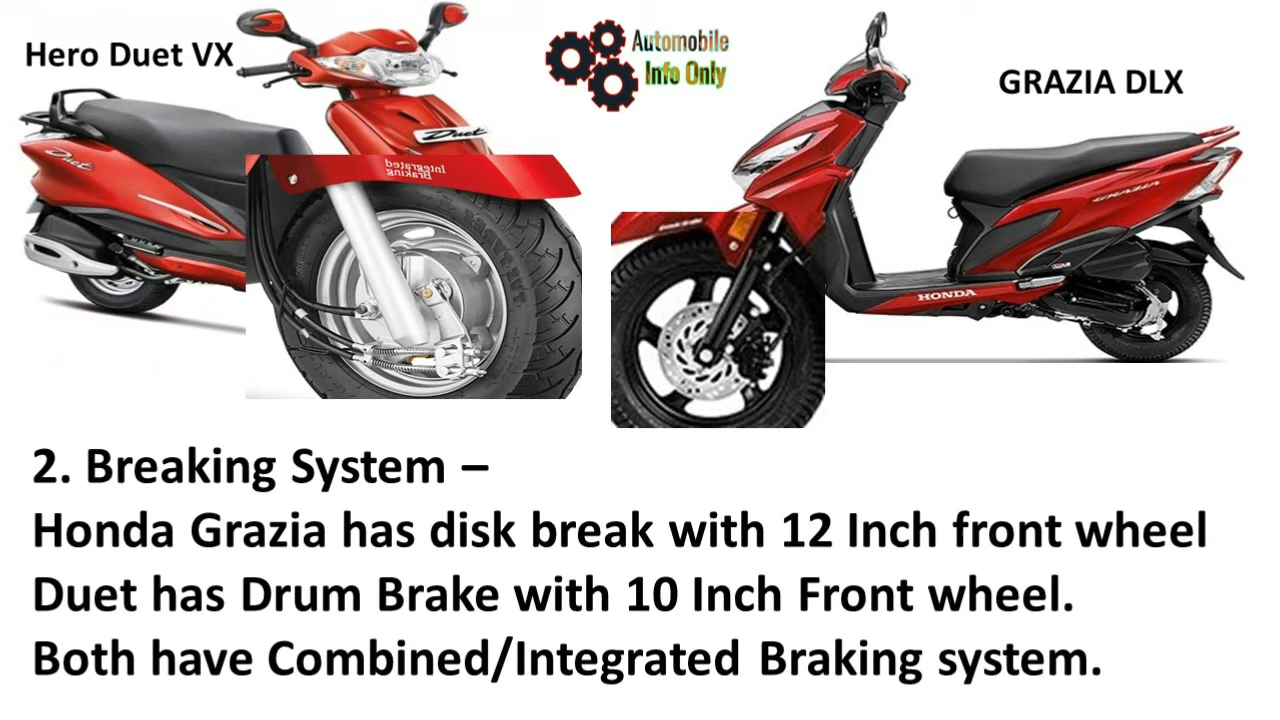 Hero Duet VX
Automobile
Info Only
GRAZIA DLX
Duet
Duet
Integrated
Braking
GRAZIA
HONDA
2. Breaking System –
Honda Grazia has disk break with 12 Inch front wheel
Duet has Drum Brake with 10 Inch Front wheel.
Both have Combined/Integrated Braking system.